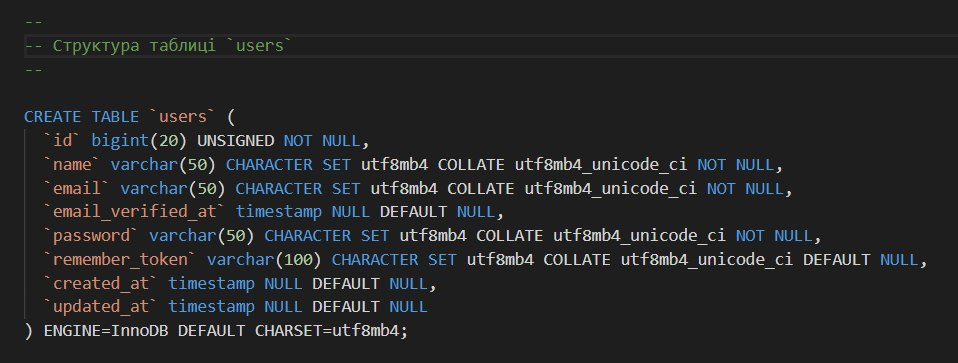 --
-- Структура таблиці `users`
--
CREATE TABLE `users` (
  `id` bigint(20) UNSIGNED NOT NULL,
  `name` varchar(50) CHARACTER SET utf8mb4 COLLATE utf8mb4_unicode_ci NOT NULL,
  `email` varchar(50) CHARACTER SET utf8mb4 COLLATE utf8mb4_unicode_ci NOT NULL,
  `email_verified_at` timestamp NULL DEFAULT NULL,
  `password` varchar(50) CHARACTER SET utf8mb4 COLLATE utf8mb4_unicode_ci NOT NULL,
  `remember_token` varchar(100) CHARACTER SET utf8mb4 COLLATE utf8mb4_unicode_ci DEFAULT NULL,
  `created_at` timestamp NULL DEFAULT NULL,
  `updated_at` timestamp NULL DEFAULT NULL
) ENGINE=InnoDB DEFAULT CHARSET=utf8mb4;